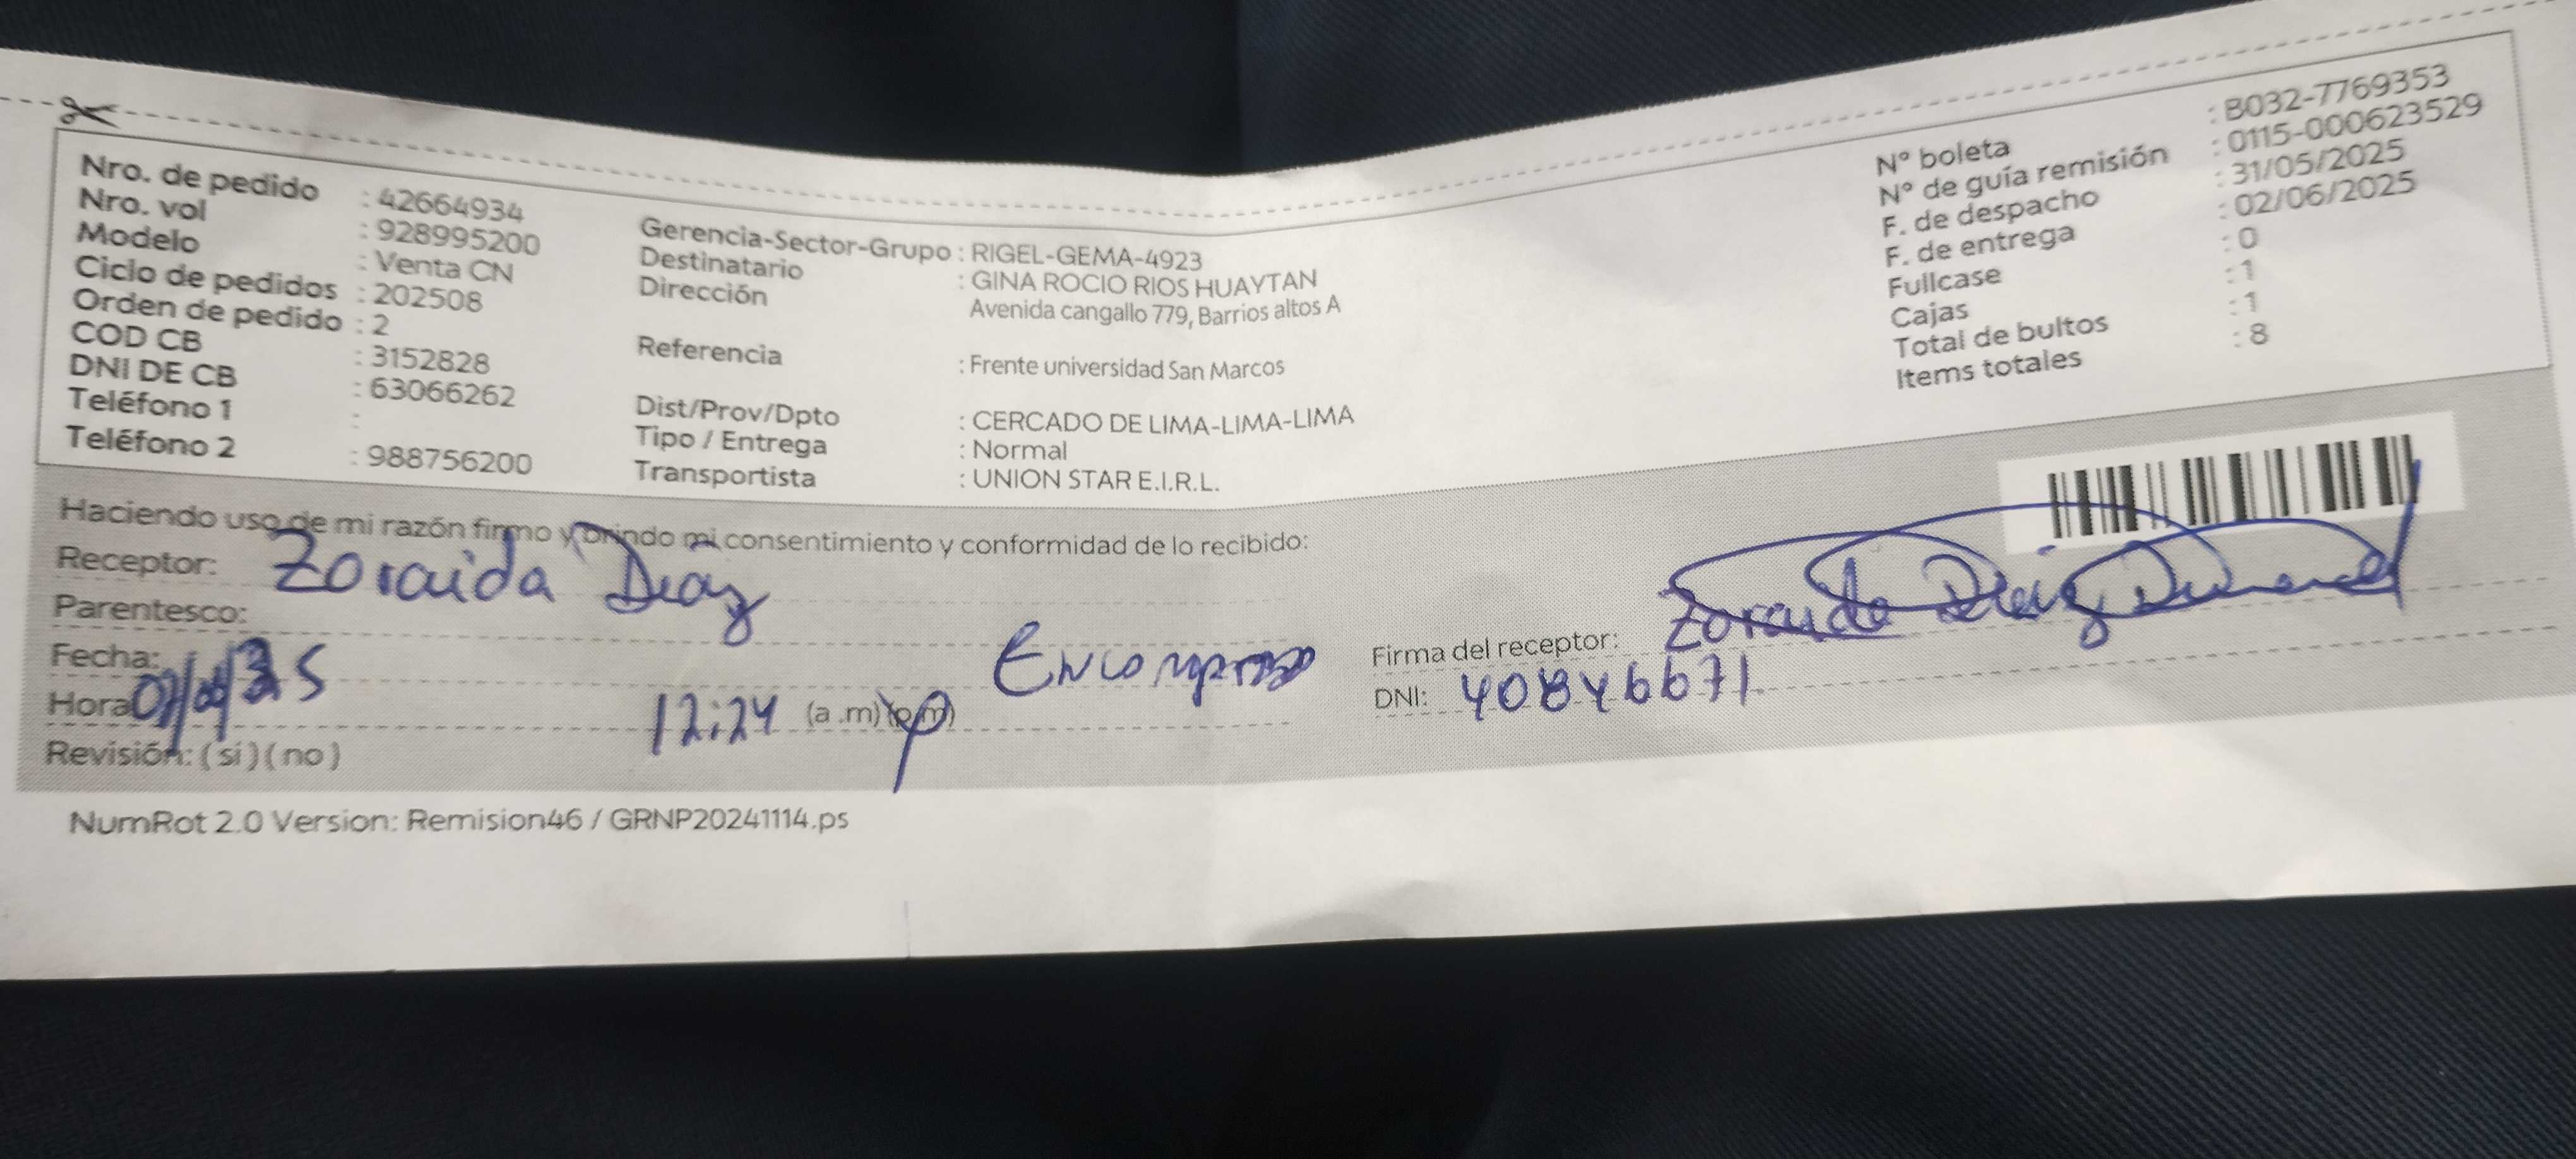 Nro. de pedido : 42664934
Nro. vol : 928995200
Modelo : Venta CN
Ciclo de pedidos : 202508
Orden de pedido : 2
COD CB : 3152828
DNI DE CB : 63066262
Teléfono 1 :
Teléfono 2 : 988756200
Gerencia-Sector-Grupo : RIGEL-GEMA-4923
Destinatario : GINA ROCIO RIOS HUAYTAN
Dirección Avenida cangallo 779, Barrios altos A
Referencia : Frente universidad San Marcos
Dist/Prov/Dpto : CERCADO DE LIMA-LIMA-LIMA
Tipo / Entrega : Normal
Transportista : UNION STAR E.I.R.L.
N° boleta : B032-7769353
N° de guía remisión : 0115-000623529
F. de despacho : 31/05/2025
F. de entrega : 02/06/2025
Fullcase : 0
Cajas : 1
Total de bultos : 1
Items totales : 8
Haciendo uso de mi razón firmo y brindo mi consentimiento y conformidad de lo recibido:
Receptor: Zoraida Diaz
Parentesco:
Fecha:
Hora 12:24 (a .m) (p.m)
Revisión: ( si ) ( no )
Firma del receptor: Zoraida Diaz
DNI: 40846671
NumRot 2.0 Version: Remision46 / GRNP20241114.ps